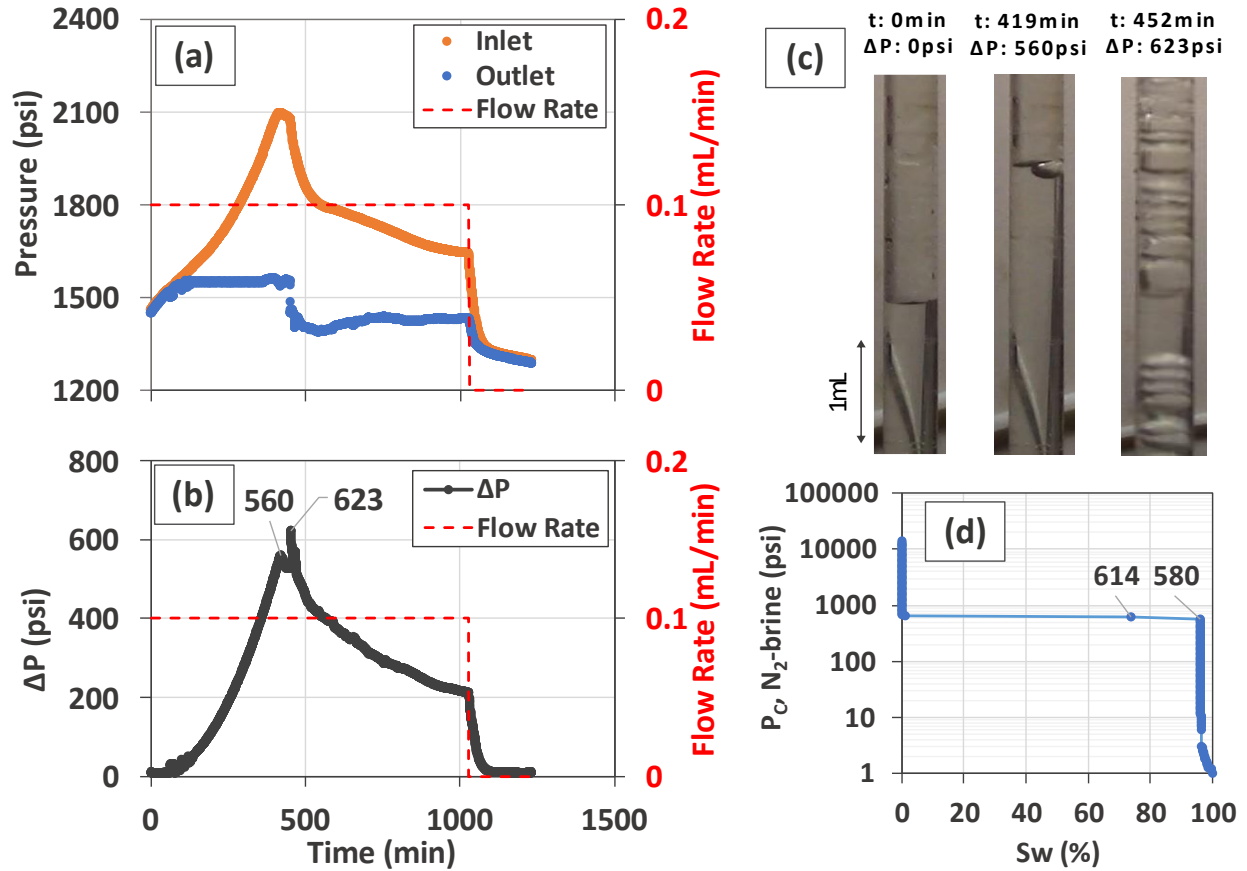 (a)
Inlet
Outlet
Flow Rate
2400
2100
1800
1500
1200
Pressure (psi)
0.2
0.1
0
Flow Rate (mL/min)
0
500
1000
1500
Time (min)
(b)
560
623
ΔP
Flow Rate
800
600
400
200
0
ΔP (psi)
0.2
0.1
0
Flow Rate (mL/min)
(c)
t: 0min
ΔP: 0psi
t: 419min
ΔP: 560psi
t: 452min
ΔP: 623psi
1mL
(d)
614
580
100000
10000
1000
100
10
1
P_C, N₂-brine (psi)
0
20
40
60
80
100
Sw (%)